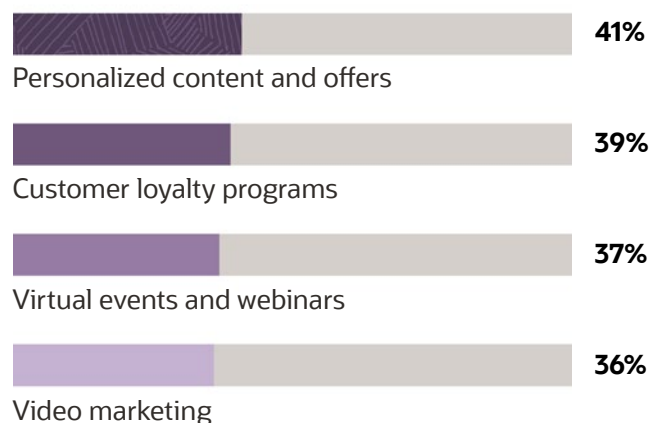 41%
Personalized content and offers
39%
Customer loyalty programs
37%
Virtual events and webinars
36%
Video marketing